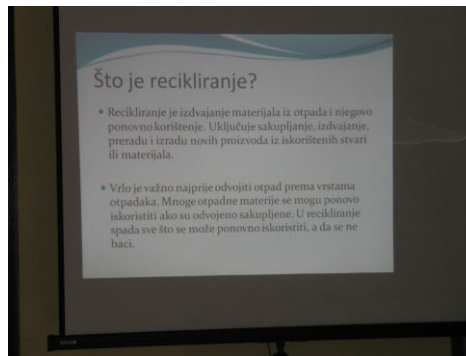 Što je recikliranje?
• Recikliranje je izdvajanje materijala iz otpada i njegovo
ponovno korištenje. Uključuje sakupljanje, izdvajanje,
preradu i izradu novih proizvoda iz iskorištenih stvari
ili materijala.
• Vrlo je važno najprije odvojiti otpad prema vrstama
otpadaka. Mnoge otpadne materije se mogu ponovo
iskoristiti ako su odvojeno sakupljene. U recikliranje
spada sve što se može ponovno iskoristiti, a da se ne
baci.